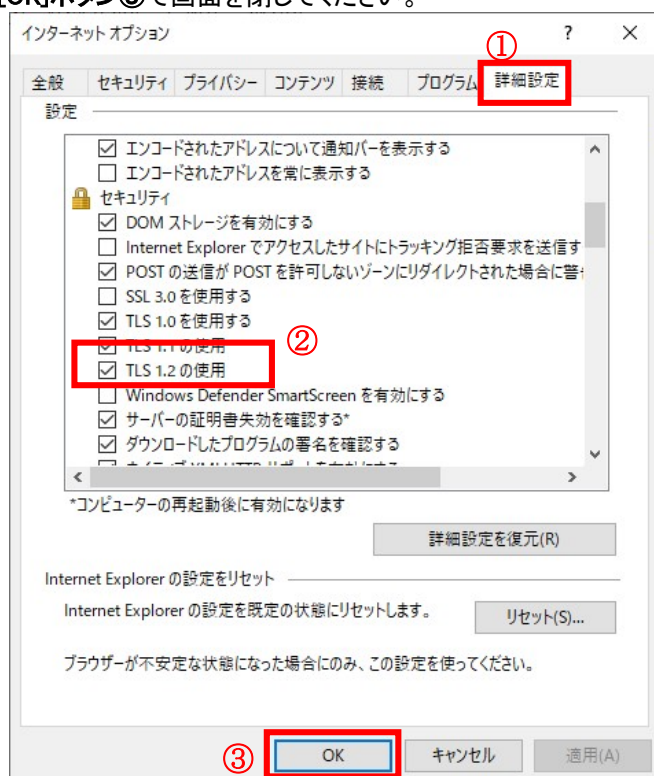 [OK]ボタン③で画面を閉じてください。
インターネット オプション
①
? ×
全般 セキュリティ プライバシー コンテンツ 接続 プログラム 詳細設定
設定
エンコードされたアドレスについて通知バーを表示する
エンコードされたアドレスを常に表示する
セキュリティ
DOM ストレージを有効にする
Internet Explorer でアクセスしたサイトにトラッキング拒否要求を送信す
POST の送信が POST を許可しないゾーンにリダイレクトされた場合に警
SSL 3.0 を使用する
TLS 1.0 を使用する
TLS 1.1 の使用
②
TLS 1.2 の使用
Windows Defender SmartScreen を有効にする
サーバーの証明書失効を確認する*
ダウンロードしたプログラムの署名を確認する
*コンピューターの再起動後に有効になります
詳細設定を復元(R)
Internet Explorer の設定をリセット
Internet Explorer の設定を既定の状態にリセットします。
リセット(S)...
ブラウザーが不安定な状態になった場合にのみ、この設定を使ってください。
③
OK キャンセル 適用(A)